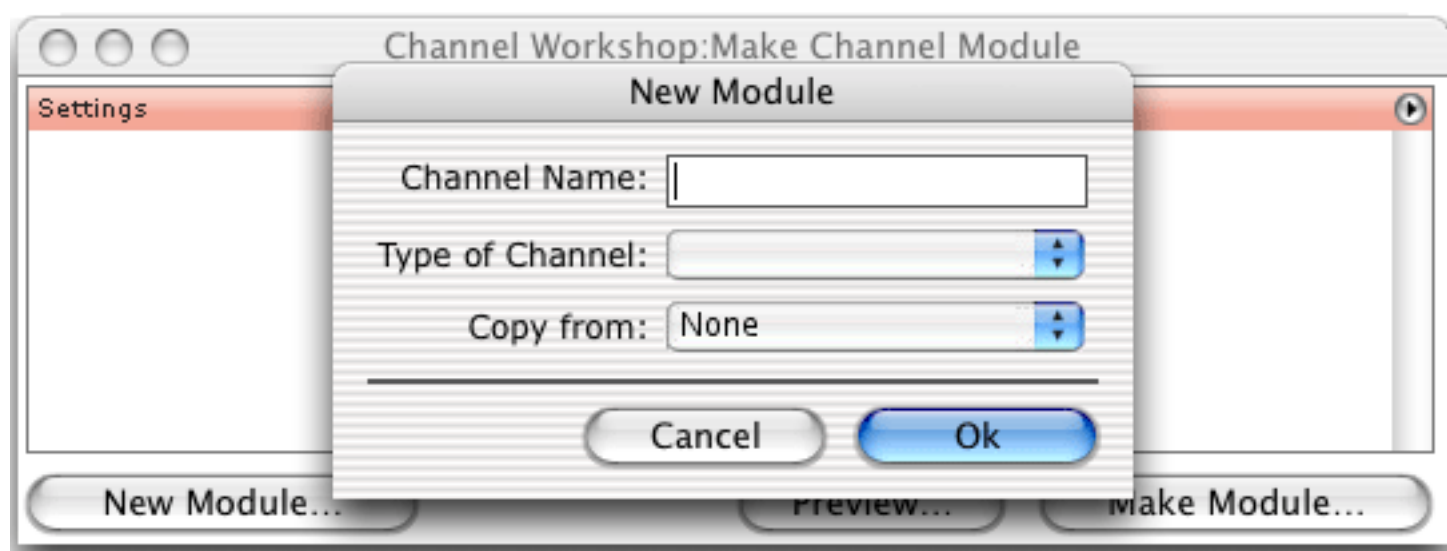 Channel Workshop:Make Channel Module
New Module
Settings
Channel Name:
Type of Channel:
Copy from: None
Cancel Ok
New Module... Preview... Make Module...